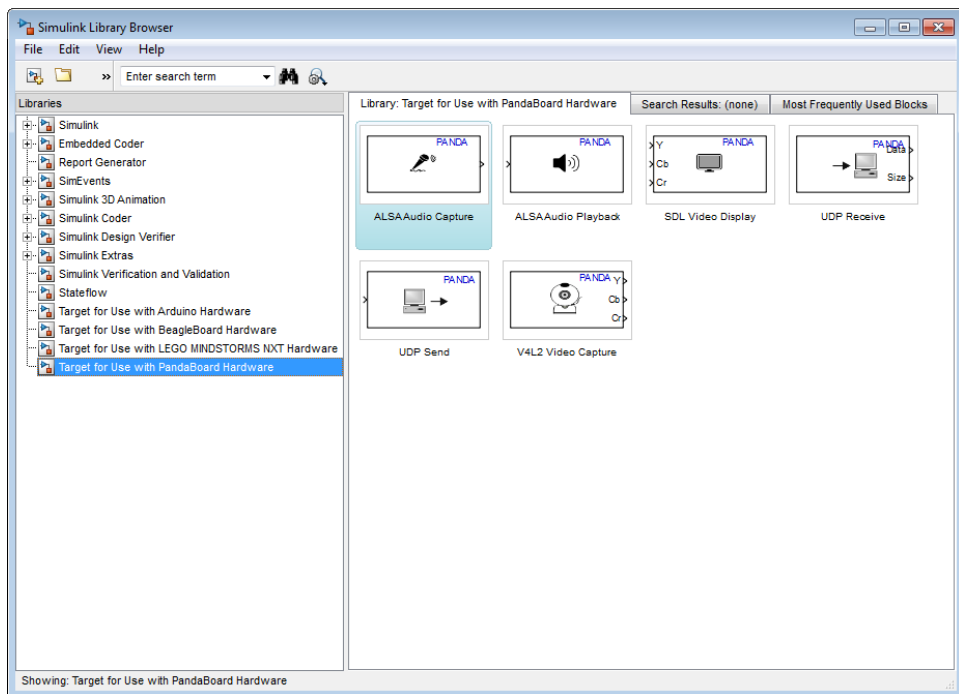 Simulink Library Browser
File Edit View Help
» Enter search term
Libraries
Simulink
Embedded Coder
Report Generator
SimEvents
Simulink 3D Animation
Simulink Coder
Simulink Design Verifier
Simulink Extras
Simulink Verification and Validation
Stateflow
Target for Use with Arduino Hardware
Target for Use with BeagleBoard Hardware
Target for Use with LEGO MINDSTORMS NXT Hardware
Target for Use with PandaBoard Hardware
Library: Target for Use with PandaBoard Hardware Search Results: (none) Most Frequently Used Blocks
PANDA
ALSA Audio Capture
PANDA
ALSA Audio Playback
PANDA
Y
Cb
Cr
SDL Video Display
PANDA
Data
Size
UDP Receive
PANDA
UDP Send
PANDA
Y
Cb
Cr
V4L2 Video Capture
Showing: Target for Use with PandaBoard Hardware